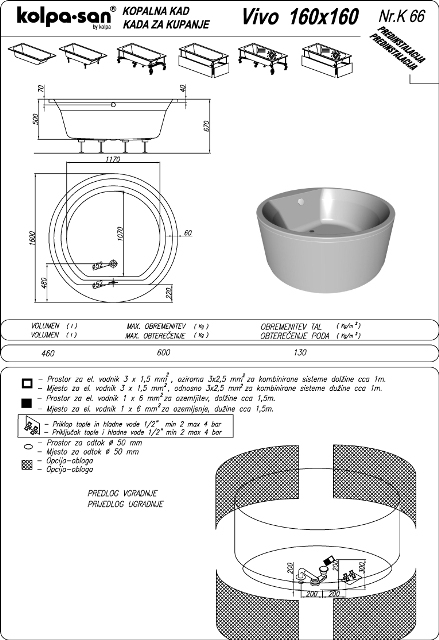 kolpa-san®
by kolpa
KOPALNA KAD
KADA ZA KUPANJE
Vivo 160x160
Nr.K 66
PREDINSTALACIJA
PREDINSTALACIJA
70
40
500
670
1170
1600
1070
60
ø52
ø52
480
220
VOLUMEN ( l ) MAX. OBREMENITEV ( Kg ) OBREMENITEV TAL ( Kg/m² )
VOLUMEN ( l ) MAX. OBTEREČENJE ( Kg ) OBTEREČENJE PODA ( Kg/m² )
460 600 130
– Prostor za el. vodnik 3 x 1,5 mm², oziroma 3x2,5 mm² za kombinirane sisteme dolžine cca 1m.
– Mjesto za el. vodnik 3 x 1,5 mm², odnosno 3x2,5 mm² za kombinirane sisteme dužine cca 1m.
– Prostor za el. vodnik 1 x 6 mm² za ozemljitev, dolžine cca 1,5m.
– Mjesto za el. vodnik 1 x 6 mm² za ozemljenje, dužine cca 1,5m.
– Priklop tople in hladne vode 1/2" min 2 max 4 bar
– Priključak tople i hladne vode 1/2" min 2 max 4 bar
– Prostor za odtok ø 50 mm
– Mjesto za odtok ø 50 mm
– Opcija-obloga
– Opcija-obloga
PREDLOG VGRADNJE
PRIJEDLOG UGRADNJE
200
200
200
300